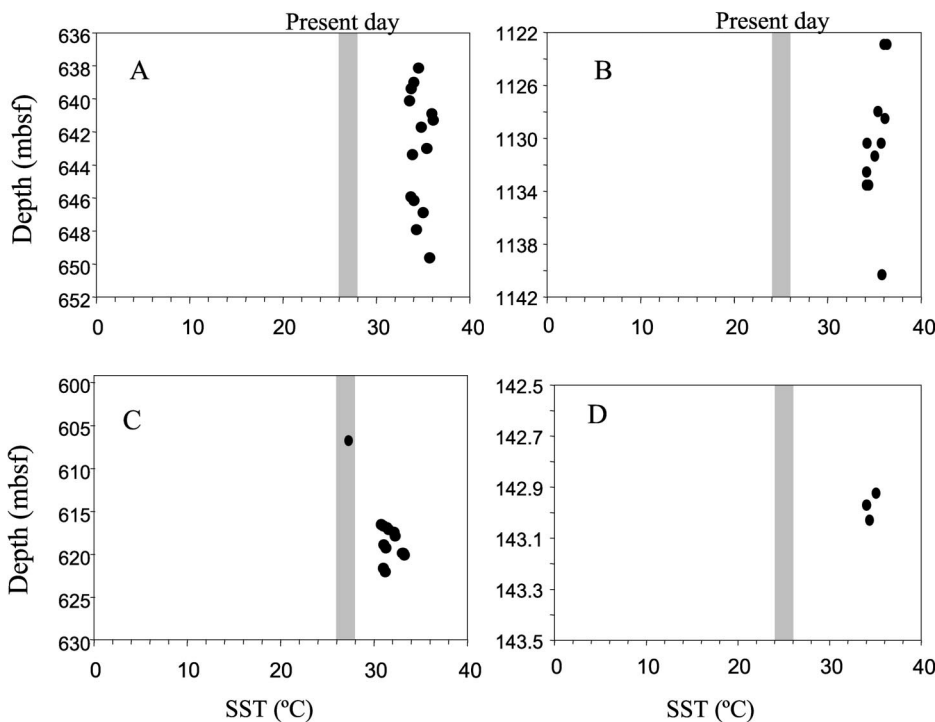 Present day Present day
A B
Depth (mbsf)
636
638
640
642
644
646
648
650
652
0 10 20 30 40
1122
1126
1130
1134
1138
1142
0 10 20 30 40
C D
Depth (mbsf)
600
605
610
615
620
625
630
0 10 20 30 40
SST (ºC)
142.5
142.7
142.9
143.1
143.3
143.5
0 10 20 30 40
SST (ºC)